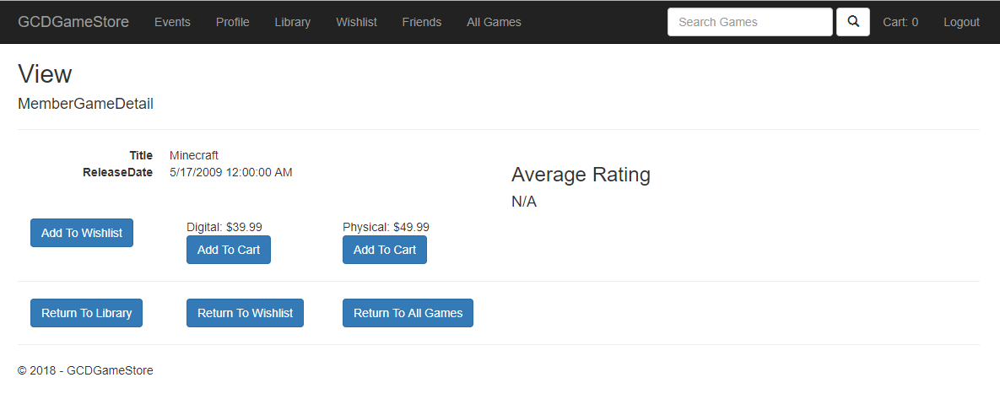 GCDGameStore Events Profile Library Wishlist Friends All Games Search Games Cart: 0 Logout
View
MemberGameDetail
Title Minecraft
ReleaseDate 5/17/2009 12:00:00 AM
Average Rating
N/A
Add To Wishlist
Digital: $39.99
Add To Cart
Physical: $49.99
Add To Cart
Return To Library Return To Wishlist Return To All Games
© 2018 - GCDGameStore